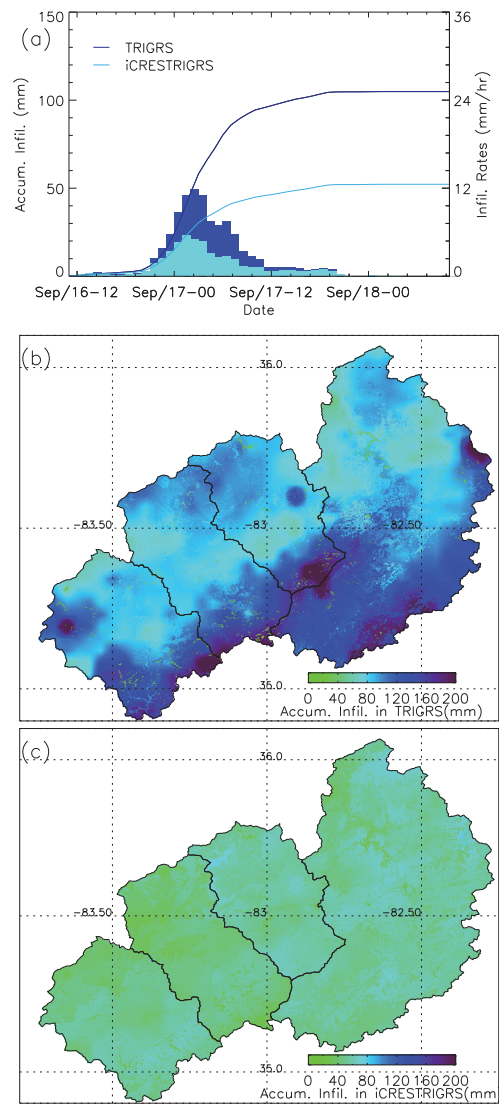 (a)
TRIGRS
iCRESTRIGRS
150
100
50
0
Accum. Infil. (mm)
36
24
12
0
Infil. Rates (mm/hr)
Sep/16-12 Sep/17-00 Sep/17-12 Sep/18-00
Date
(b)
36.0
-83.50 -83 -82.50
35.0
0 40 80 120 160 200
Accum. Infil. in TRIGRS(mm)
(c)
36.0
-83.50 -83 -82.50
35.0
0 40 80 120 160 200
Accum. Infil. in iCRESTRIGRS(mm)